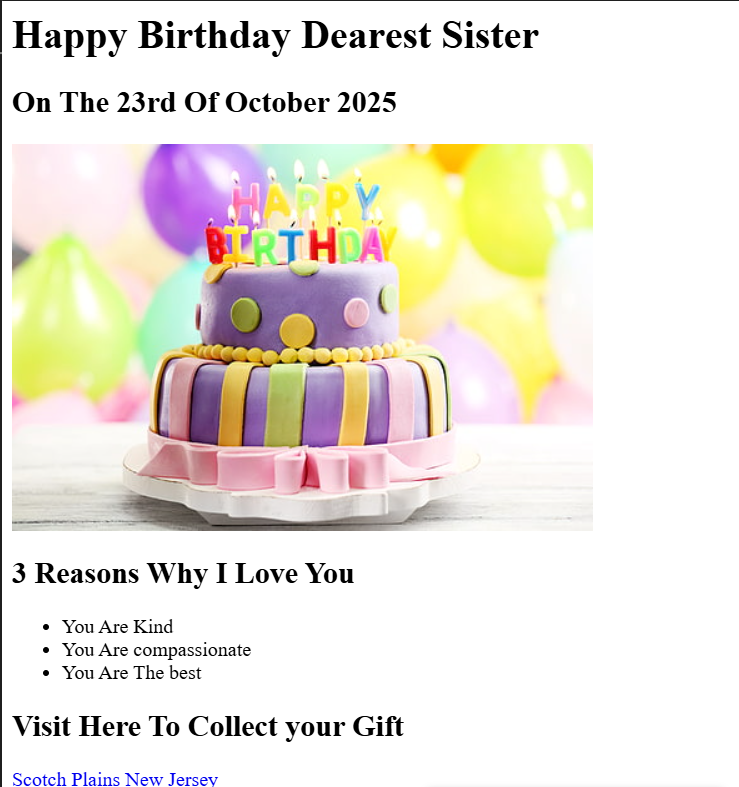 Happy Birthday Dearest Sister
On The 23rd Of October 2025
HAPPY
BIRTHDAY
3 Reasons Why I Love You
You Are Kind
You Are compassionate
You Are The best
Visit Here To Collect your Gift
Scotch Plains New Jersey